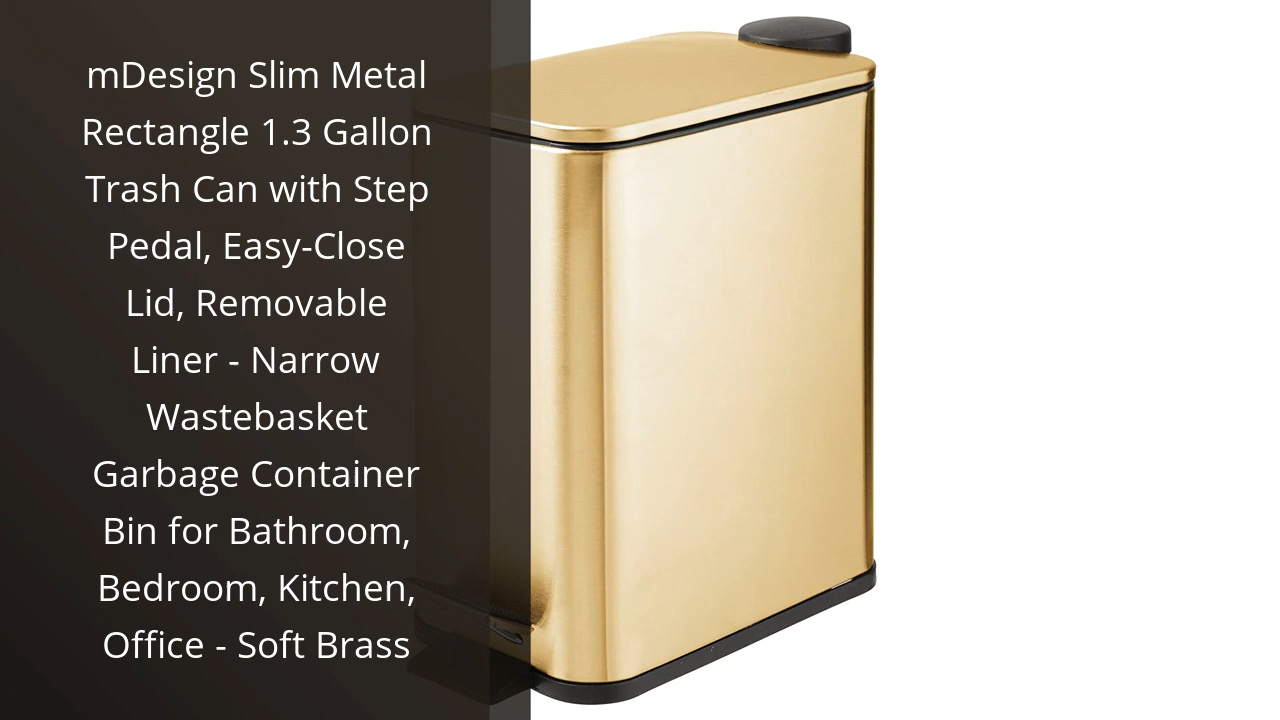 mDesign Slim Metal
Rectangle 1.3 Gallon
Trash Can with Step
Pedal, Easy-Close
Lid, Removable
Liner - Narrow
Wastebasket
Garbage Container
Bin for Bathroom,
Bedroom, Kitchen,
Office - Soft Brass